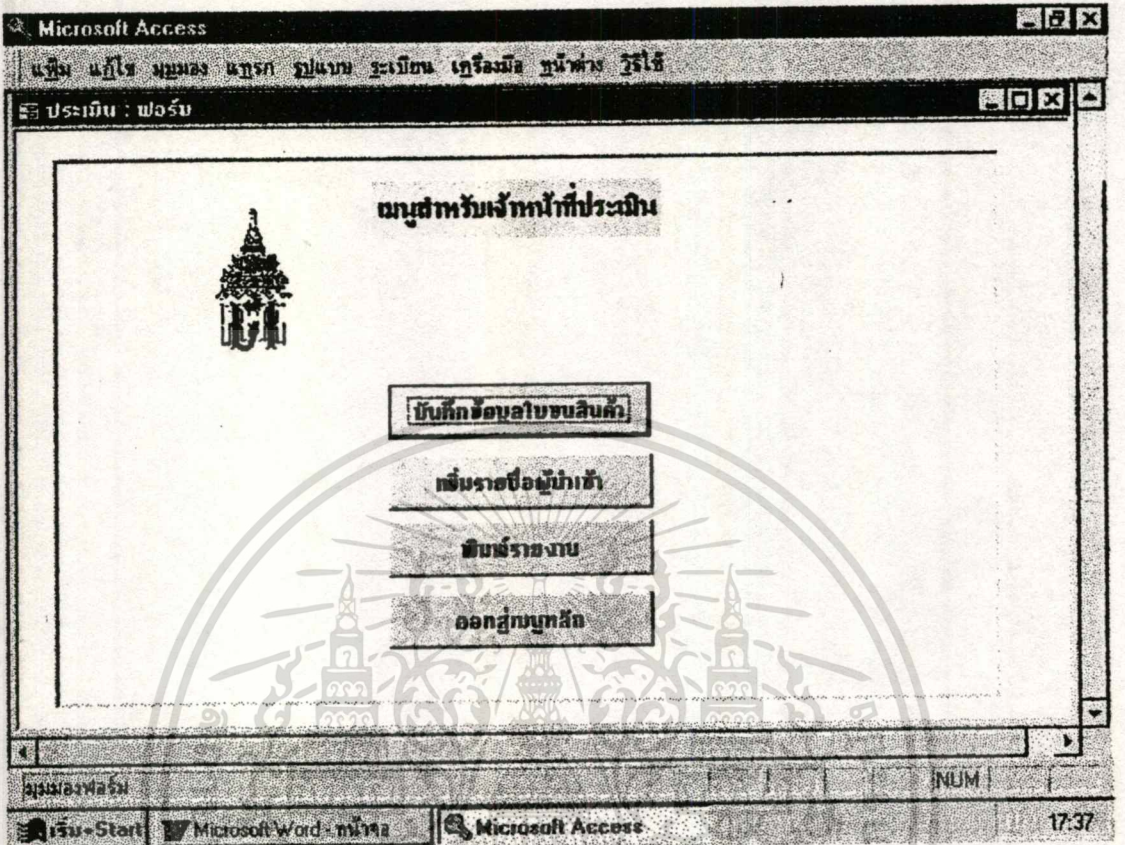 Microsoft Access
แฟ้ม แก้ไข มุมมอง แทรก รูปแบบ ระเบียน เครื่องมือ หน้าต่าง วิธีใช้
ประเมิน : ฟอร์ม
เมนูสำหรับเจ้าหน้าที่ประเมิน
บันทึกข้อมูลใบขนสินค้า
เพิ่มรายชื่อผู้นำเข้า
พิมพ์รายงาน
ออกสู่เมนูหลัก
มุมมองฟอร์ม NUM
เริ่ม-Start Microsoft Word - หน้าจอ Microsoft Access 17:37